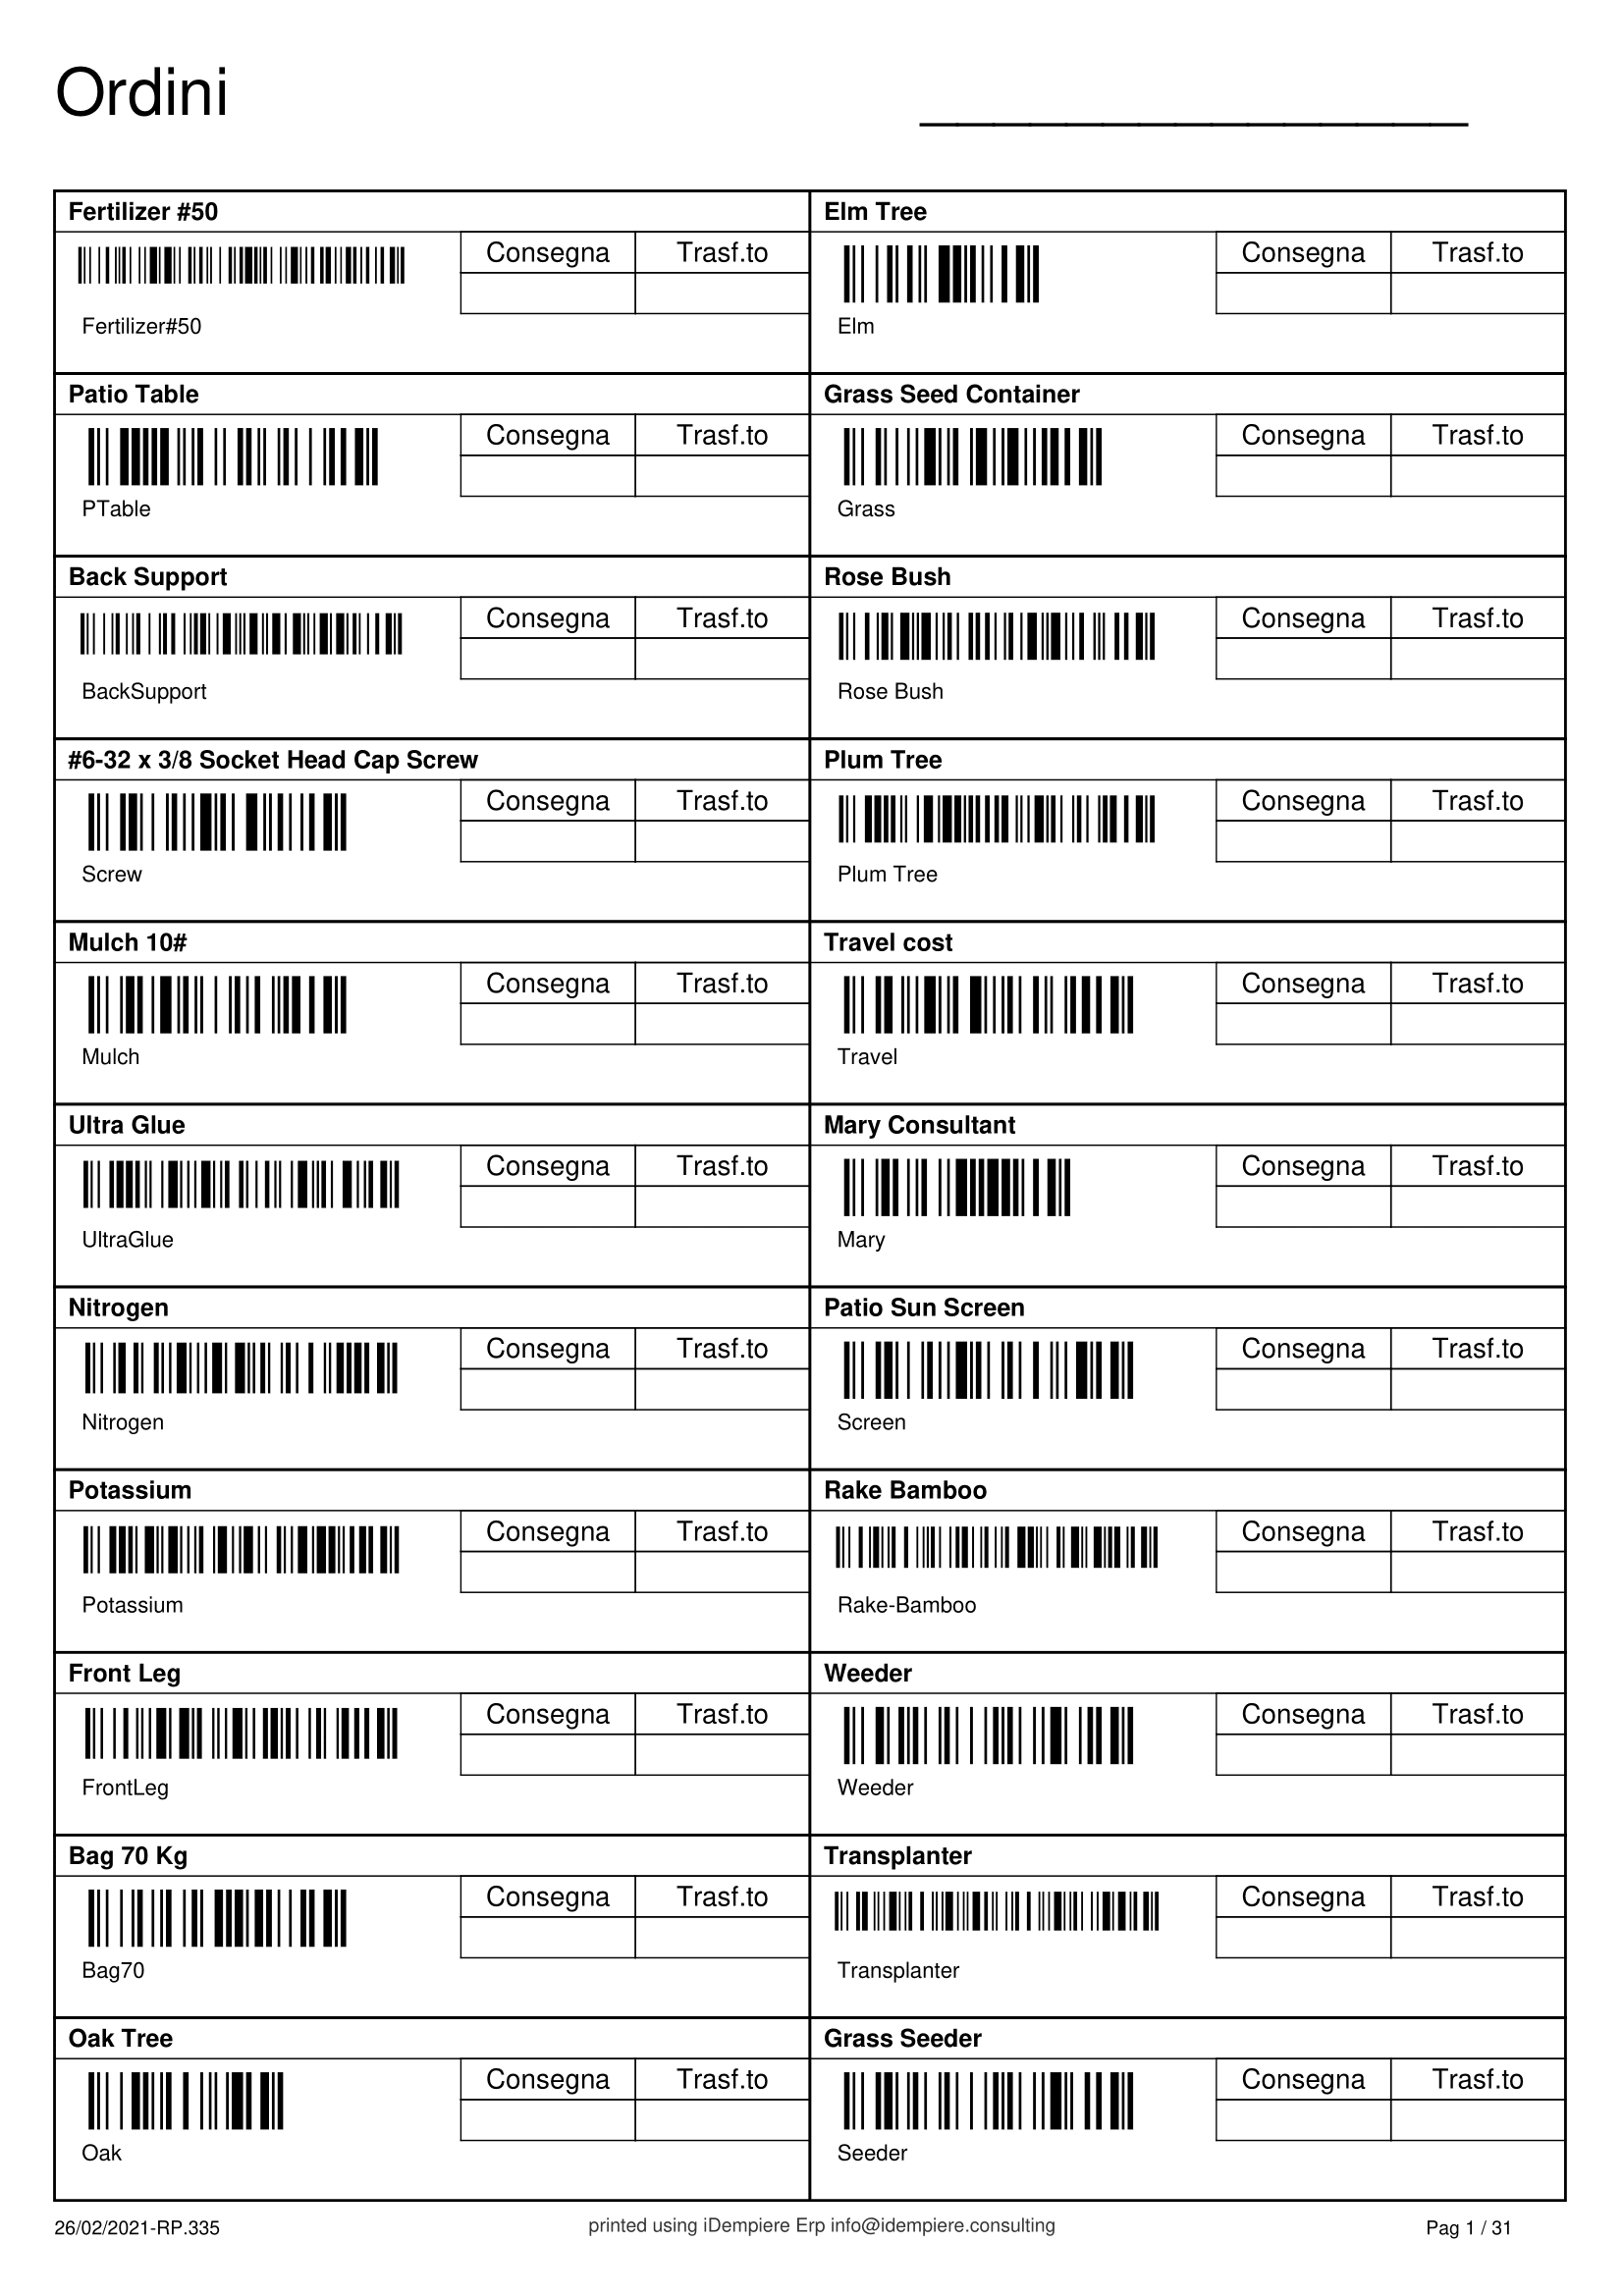 Ordini
Fertilizer #50
Consegna Trasf.to
Fertilizer#50
Elm Tree
Consegna Trasf.to
Elm
Patio Table
Consegna Trasf.to
PTable
Grass Seed Container
Consegna Trasf.to
Grass
Back Support
Consegna Trasf.to
BackSupport
Rose Bush
Consegna Trasf.to
Rose Bush
#6-32 x 3/8 Socket Head Cap Screw
Consegna Trasf.to
Screw
Plum Tree
Consegna Trasf.to
Plum Tree
Mulch 10#
Consegna Trasf.to
Mulch
Travel cost
Consegna Trasf.to
Travel
Ultra Glue
Consegna Trasf.to
UltraGlue
Mary Consultant
Consegna Trasf.to
Mary
Nitrogen
Consegna Trasf.to
Nitrogen
Patio Sun Screen
Consegna Trasf.to
Screen
Potassium
Consegna Trasf.to
Potassium
Rake Bamboo
Consegna Trasf.to
Rake-Bamboo
Front Leg
Consegna Trasf.to
FrontLeg
Weeder
Consegna Trasf.to
Weeder
Bag 70 Kg
Consegna Trasf.to
Bag70
Transplanter
Consegna Trasf.to
Transplanter
Oak Tree
Consegna Trasf.to
Oak
Grass Seeder
Consegna Trasf.to
Seeder
26/02/2021-RP.335 printed using iDempiere Erp info@idempiere.consulting Pag 1 / 31